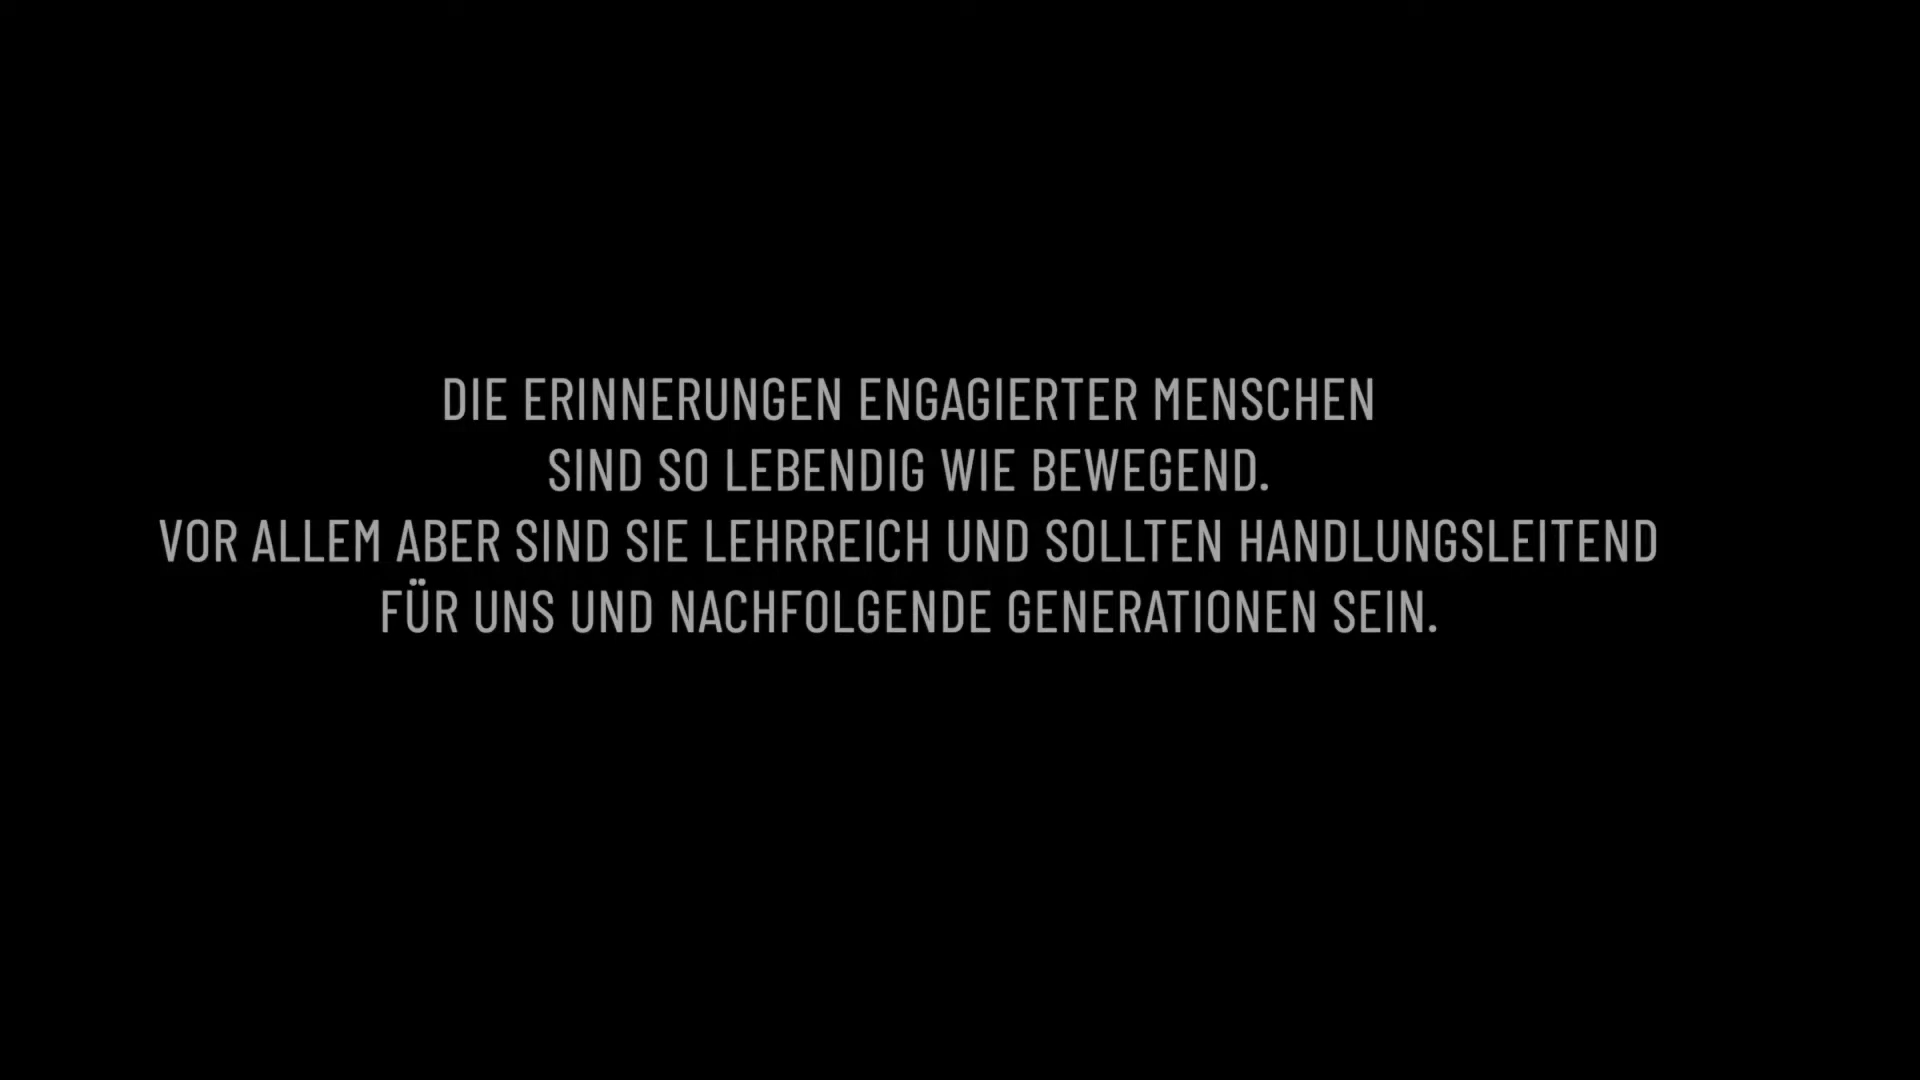 DIE ERINNERUNGEN ENGAGIERTER MENSCHEN
SIND SO LEBENDIG WIE BEWEGEND.
VOR ALLEM ABER SIND SIE LEHRREICH UND SOLLTEN HANDLUNGSLEITEND
FÜR UNS UND NACHFOLGENDE GENERATIONEN SEIN.